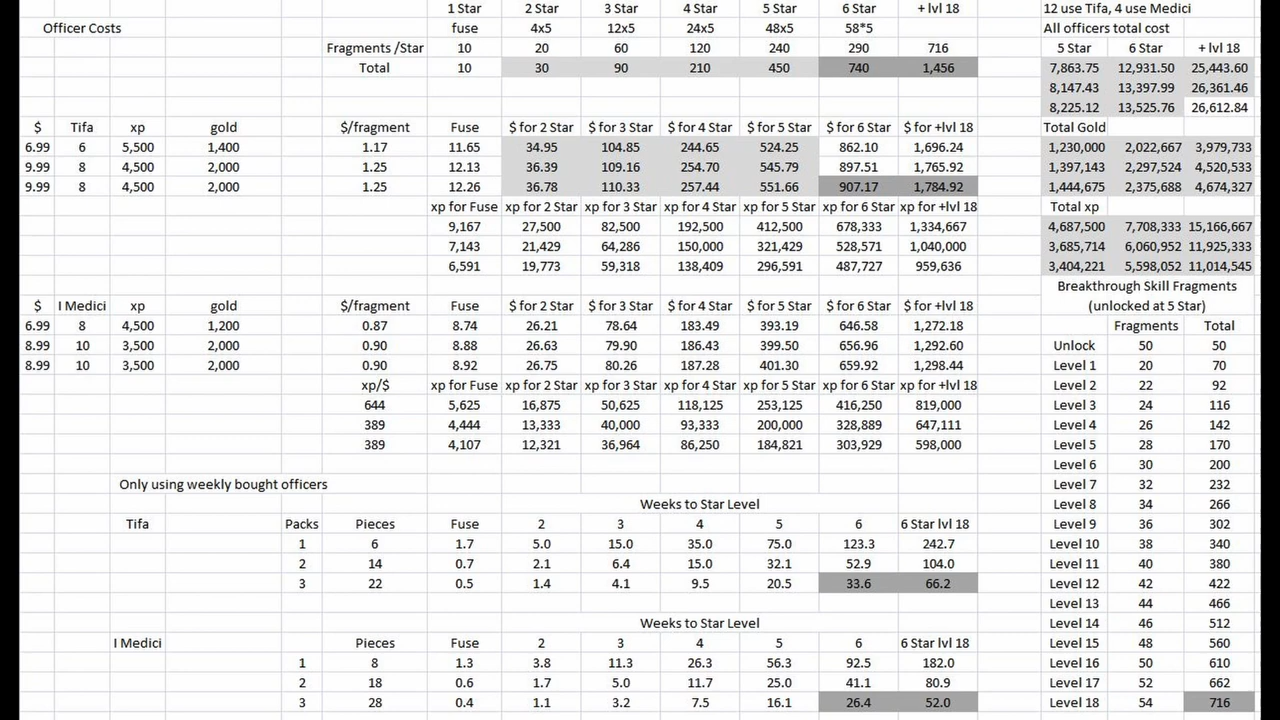 1 Star 2 Star 3 Star 4 Star 5 Star 6 Star + lvl 18 12 use Tifa, 4 use Medici
Officer Costs fuse 4x5 12x5 24x5 48x5 58*5 All officers total cost
Fragments /Star 10 20 60 120 240 290 716 5 Star 6 Star + lvl 18
Total 10 30 90 210 450 740 1,456 7,863.75 12,931.50 25,443.60
8,147.43 13,397.99 26,361.46
8,225.12 13,525.76 26,612.84
$ Tifa xp gold $/fragment Fuse $ for 2 Star $ for 3 Star $ for 4 Star $ for 5 Star $ for 6 Star $ for +lvl 18 Total Gold
6.99 6 5,500 1,400 1.17 11.65 34.95 104.85 244.65 524.25 862.10 1,696.24 1,230,000 2,022,667 3,979,733
9.99 8 4,500 2,000 1.25 12.13 36.39 109.16 254.70 545.79 897.51 1,765.92 1,397,143 2,297,524 4,520,533
9.99 8 4,500 2,000 1.25 12.26 36.78 110.33 257.44 551.66 907.17 1,784.92 1,444,675 2,375,688 4,674,327
xp for Fuse xp for 2 Star xp for 3 Star xp for 4 Star xp for 5 Star xp for 6 Star xp for +lvl 18 Total xp
9,167 27,500 82,500 192,500 412,500 678,333 1,334,667 4,687,500 7,708,333 15,166,667
7,143 21,429 64,286 150,000 321,429 528,571 1,040,000 3,685,714 6,060,952 11,925,333
6,591 19,773 59,318 138,409 296,591 487,727 959,636 3,404,221 5,598,052 11,014,545
Breakthrough Skill Fragments
$ I Medici xp gold $/fragment Fuse $ for 2 Star $ for 3 Star $ for 4 Star $ for 5 Star $ for 6 Star $ for +lvl 18 (unlocked at 5 Star)
6.99 8 4,500 1,200 0.87 8.74 26.21 78.64 183.49 393.19 646.58 1,272.18 Fragments Total
8.99 10 3,500 2,000 0.90 8.88 26.63 79.90 186.43 399.50 656.96 1,292.60 Unlock 50 50
8.99 10 3,500 2,000 0.90 8.92 26.75 80.26 187.28 401.30 659.92 1,298.44 Level 1 20 70
xp/$ xp for Fuse xp for 2 Star xp for 3 Star xp for 4 Star xp for 5 Star xp for 6 Star xp for +lvl 18 Level 2 22 92
644 5,625 16,875 50,625 118,125 253,125 416,250 819,000 Level 3 24 116
389 4,444 13,333 40,000 93,333 200,000 328,889 647,111 Level 4 26 142
389 4,107 12,321 36,964 86,250 184,821 303,929 598,000 Level 5 28 170
Level 6 30 200
Only using weekly bought officers Level 7 32 232
Weeks to Star Level Level 8 34 266
Tifa Packs Pieces Fuse 2 3 4 5 6 6 Star lvl 18 Level 9 36 302
1 6 1.7 5.0 15.0 35.0 75.0 123.3 242.7 Level 10 38 340
2 14 0.7 2.1 6.4 15.0 32.1 52.9 104.0 Level 11 40 380
3 22 0.5 1.4 4.1 9.5 20.5 33.6 66.2 Level 12 42 422
Level 13 44 466
Weeks to Star Level Level 14 46 512
I Medici Pieces Fuse 2 3 4 5 6 6 Star lvl 18 Level 15 48 560
1 8 1.3 3.8 11.3 26.3 56.3 92.5 182.0 Level 16 50 610
2 18 0.6 1.7 5.0 11.7 25.0 41.1 80.9 Level 17 52 662
3 28 0.4 1.1 3.2 7.5 16.1 26.4 52.0 Level 18 54 716